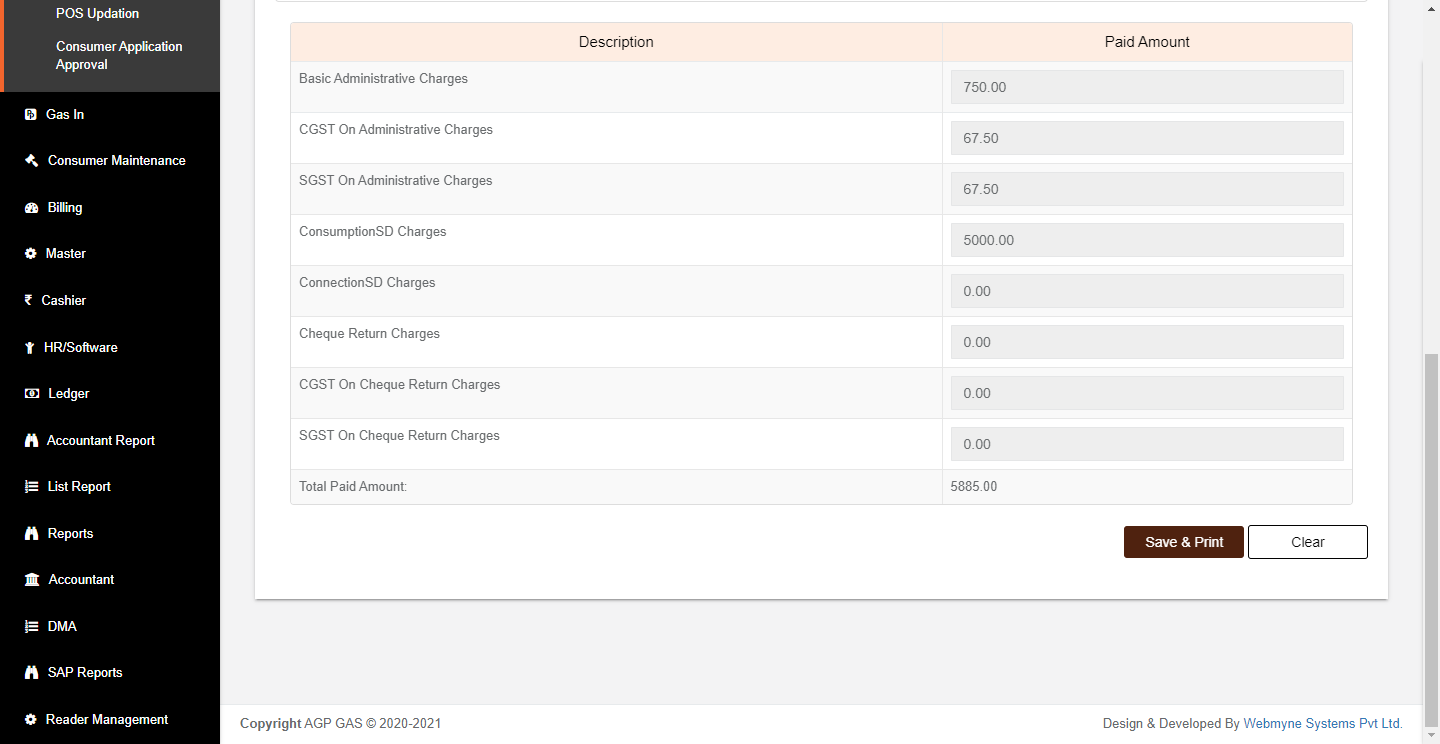 POS Updation
Consumer Application
Approval
Gas In
Consumer Maintenance
Billing
Master
Cashier
HR/Software
Ledger
Accountant Report
List Report
Reports
Accountant
DMA
SAP Reports
Reader Management
Description Paid Amount
Basic Administrative Charges 750.00
CGST On Administrative Charges 67.50
SGST On Administrative Charges 67.50
ConsumptionSD Charges 5000.00
ConnectionSD Charges 0.00
Cheque Return Charges 0.00
CGST On Cheque Return Charges 0.00
SGST On Cheque Return Charges 0.00
Total Paid Amount: 5885.00
Save & Print Clear
Copyright AGP GAS © 2020-2021 Design & Developed By Webmyne Systems Pvt Ltd.